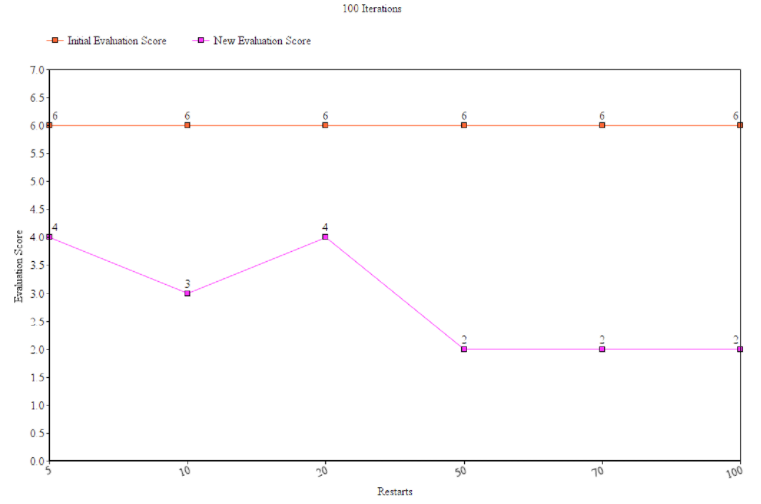 100 Iterations
Initial Evaluation Score
New Evaluation Score
7.0
6.5
6.0
5.5
5.0
4.5
4.0
3.5
3.0
2.5
2.0
1.5
1.0
0.5
0.0
Evaluation Score
6 6 6 6 6 6
4 3 4 2 2 2
5 10 20 50 70 100
Restarts